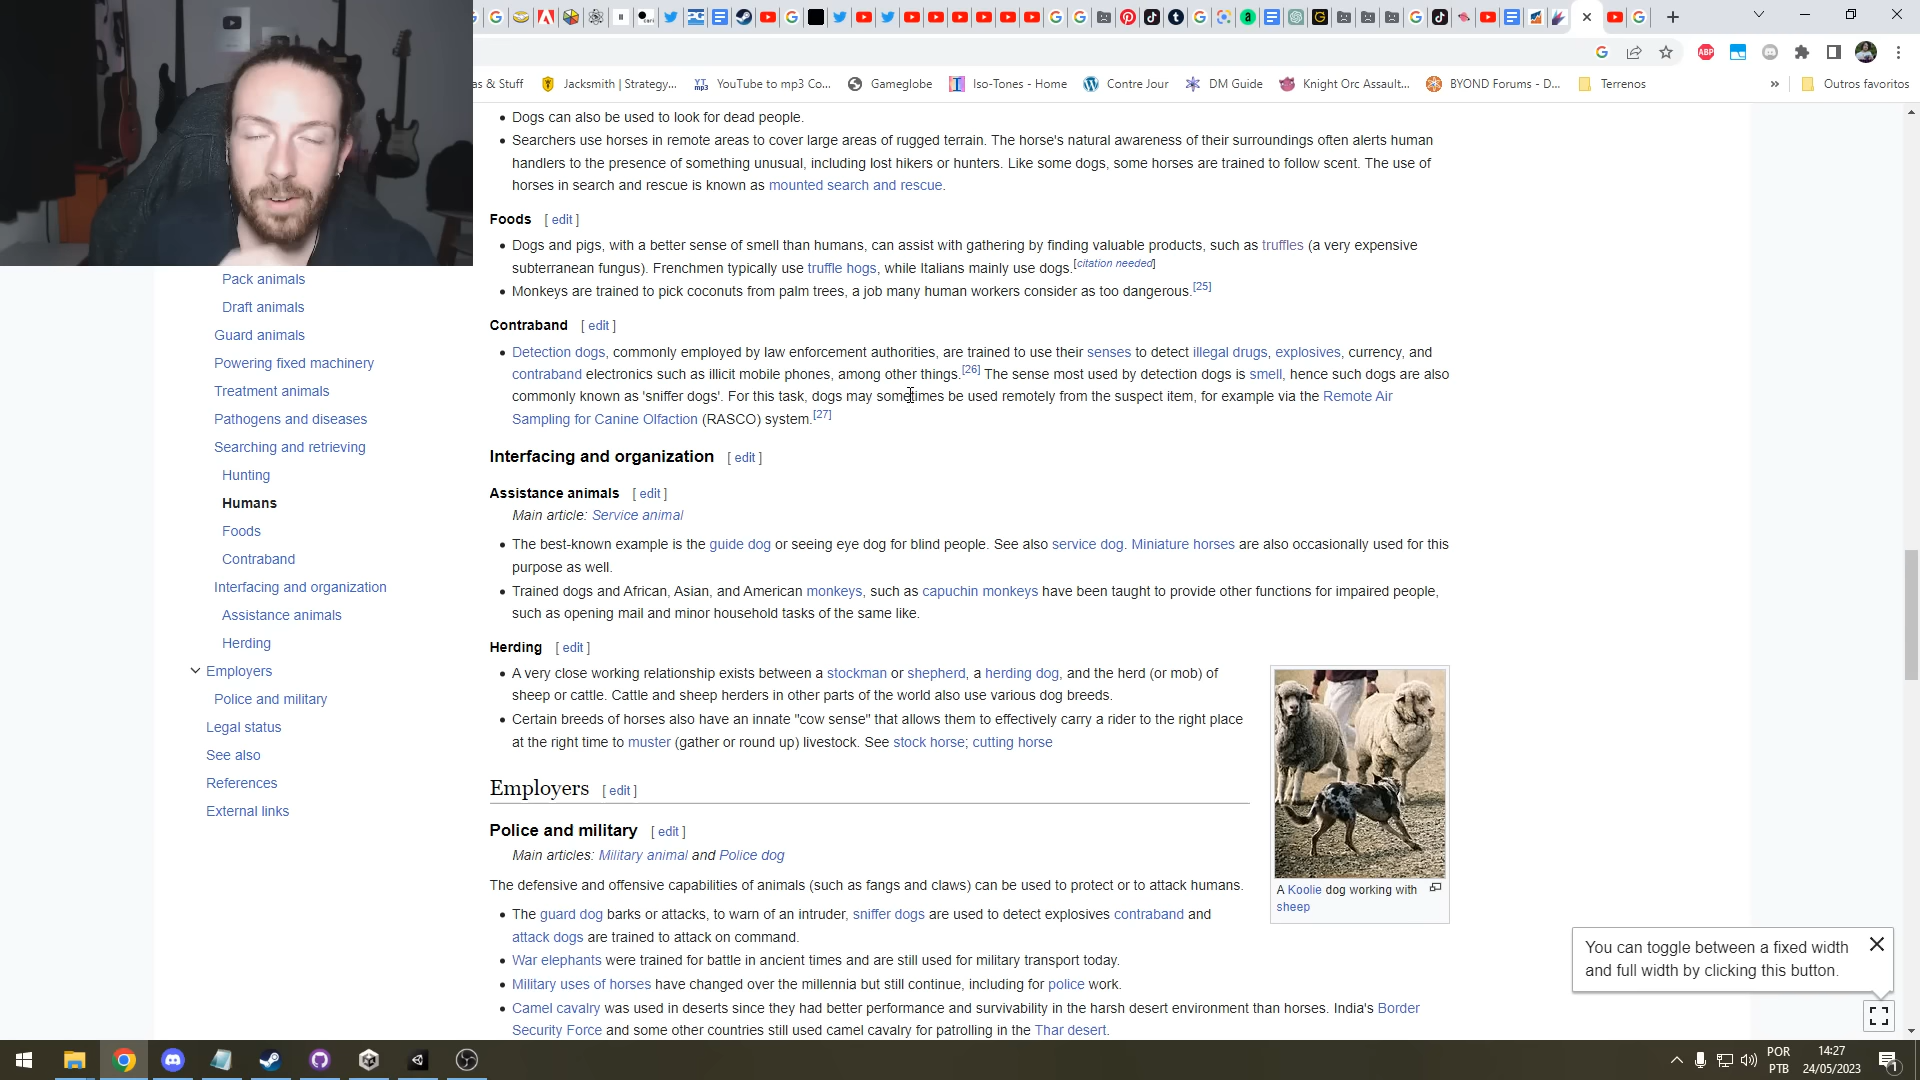 as & Stuff Jacksmith | Strategy... YouTube to mp3 Co... Gameglobe Iso-Tones - Home Contre Jour DM Guide Knight Orc Assault... BYOND Forums - D... Terrenos » Outros favoritos
• Dogs can also be used to look for dead people.
• Searchers use horses in remote areas to cover large areas of rugged terrain. The horse's natural awareness of their surroundings often alerts human
handlers to the presence of something unusual, including lost hikers or hunters. Like some dogs, some horses are trained to follow scent. The use of
horses in search and rescue is known as mounted search and rescue.
Foods [ edit ]
• Dogs and pigs, with a better sense of smell than humans, can assist with gathering by finding valuable products, such as truffles (a very expensive
subterranean fungus). Frenchmen typically use truffle hogs, while Italians mainly use dogs.[citation needed]
• Monkeys are trained to pick coconuts from palm trees, a job many human workers consider as too dangerous.[25]
Contraband [ edit ]
• Detection dogs, commonly employed by law enforcement authorities, are trained to use their senses to detect illegal drugs, explosives, currency, and
contraband electronics such as illicit mobile phones, among other things.[26] The sense most used by detection dogs is smell, hence such dogs are also
commonly known as 'sniffer dogs'. For this task, dogs may sometimes be used remotely from the suspect item, for example via the Remote Air
Sampling for Canine Olfaction (RASCO) system.[27]
Interfacing and organization [ edit ]
Assistance animals [ edit ]
Main article: Service animal
• The best-known example is the guide dog or seeing eye dog for blind people. See also service dog. Miniature horses are also occasionally used for this
purpose as well.
• Trained dogs and African, Asian, and American monkeys, such as capuchin monkeys have been taught to provide other functions for impaired people,
such as opening mail and minor household tasks of the same like.
Herding [ edit ]
• A very close working relationship exists between a stockman or shepherd, a herding dog, and the herd (or mob) of
sheep or cattle. Cattle and sheep herders in other parts of the world also use various dog breeds.
• Certain breeds of horses also have an innate "cow sense" that allows them to effectively carry a rider to the right place
at the right time to muster (gather or round up) livestock. See stock horse; cutting horse
Employers [ edit ]
Police and military [ edit ]
Main articles: Military animal and Police dog
The defensive and offensive capabilities of animals (such as fangs and claws) can be used to protect or to attack humans.
• The guard dog barks or attacks, to warn of an intruder, sniffer dogs are used to detect explosives contraband and
attack dogs are trained to attack on command.
• War elephants were trained for battle in ancient times and are still used for military transport today.
• Military uses of horses have changed over the millennia but still continue, including for police work.
• Camel cavalry was used in deserts since they had better performance and survivability in the harsh desert environment than horses. India's Border
Security Force and some other countries still used camel cavalry for patrolling in the Thar desert.
A Koolie dog working with
sheep
Pack animals
Draft animals
Guard animals
Powering fixed machinery
Treatment animals
Pathogens and diseases
Searching and retrieving
Hunting
Humans
Foods
Contraband
Interfacing and organization
Assistance animals
Herding
Employers
Police and military
Legal status
See also
References
External links
You can toggle between a fixed width
and full width by clicking this button.
POR
PTB
14:27
24/05/2023